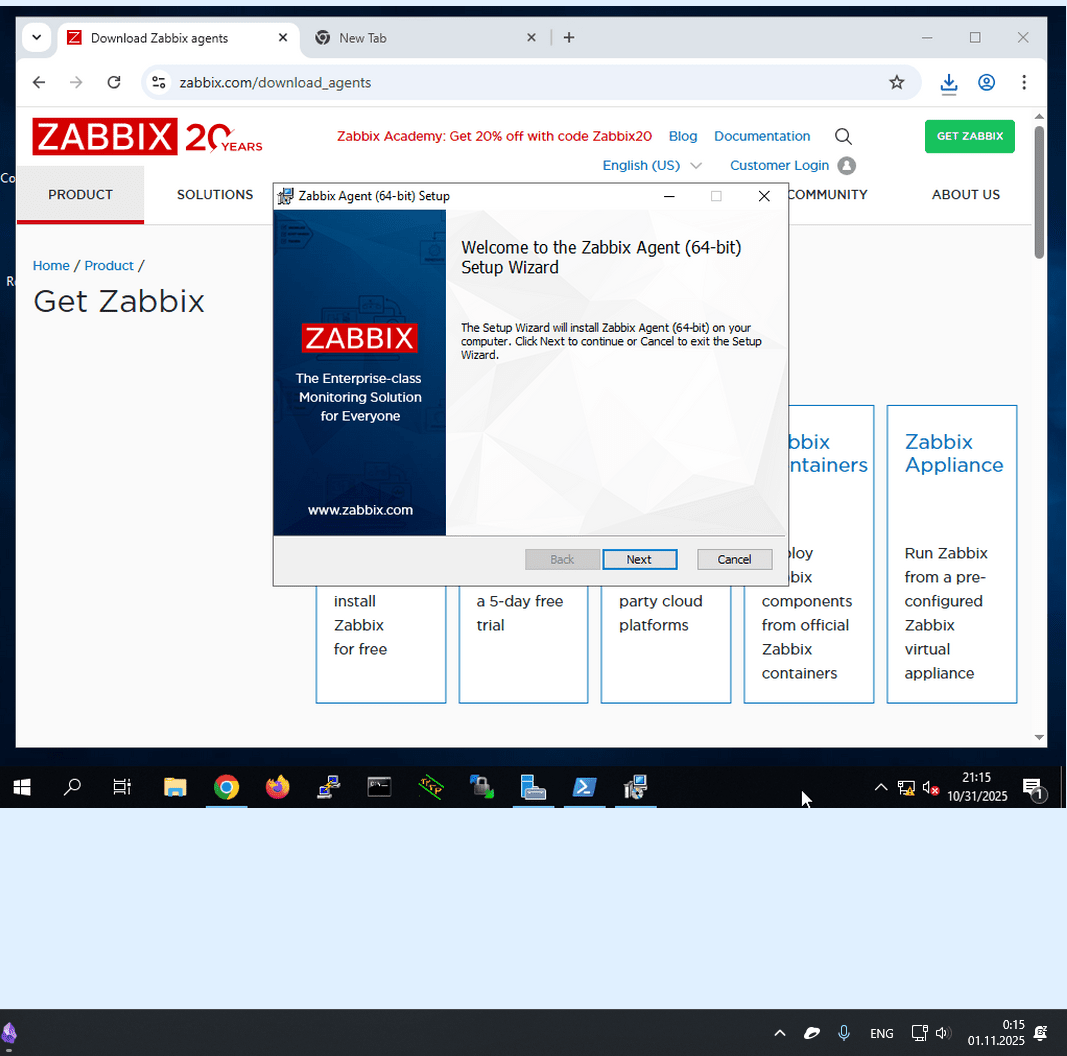 Download Zabbix agents
New Tab
zabbix.com/download_agents
ZABBIX 20 YEARS
Zabbix Academy: Get 20% off with code Zabbix20
Blog
Documentation
GET ZABBIX
English (US)
Customer Login
PRODUCT
SOLUTIONS
COMMUNITY
ABOUT US
Co
Home / Product /
Get Zabbix
Zabbix Agent (64-bit) Setup
ZABBIX
The Enterprise-class
Monitoring Solution
for Everyone
www.zabbix.com
Welcome to the Zabbix Agent (64-bit)
Setup Wizard
The Setup Wizard will install Zabbix Agent (64-bit) on your
computer. Click Next to continue or Cancel to exit the Setup
Wizard.
Back
Next
Cancel
install
Zabbix
for free
a 5-day free
trial
party cloud
platforms
bbix
ntainers
loy
bix
components
from official
Zabbix
containers
Zabbix
Appliance
Run Zabbix
from a pre-
configured
Zabbix
virtual
appliance
21:15
10/31/2025
1
ENG
0:15
01.11.2025